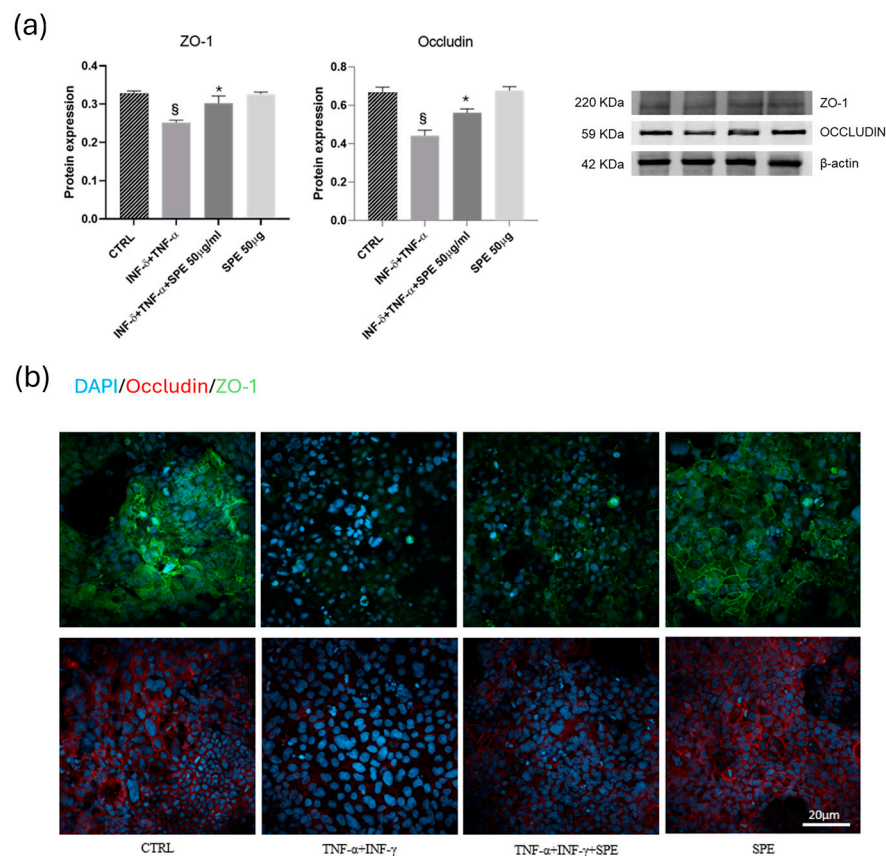 (a)
ZO-1
Protein expression
0.4
0.3
0.2
0.1
0.0
§
*
CTRL
INF-δ+TNF-α
INF-δ+TNF-α+SPE 50μg/ml
SPE 50μg
Occludin
Protein expression
0.8
0.6
0.4
0.2
0.0
§
*
CTRL
INF-δ+TNF-α
INF-δ+TNF-α+SPE 50μg/ml
SPE 50μg
220 KDa ZO-1
59 KDa OCCLUDIN
42 KDa β-actin
(b)
DAPI/Occludin/ZO-1
20μm
CTRL TNF-α+INF-γ TNF-α+INF-γ+SPE SPE